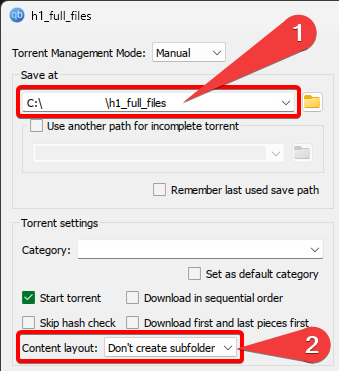 qb h1_full_files
Torrent Management Mode: Manual
1
Save at
C:\ \h1_full_files
Use another path for incomplete torrent
Remember last used save path
Torrent settings
Category:
Set as default category
Start torrent Download in sequential order
Skip hash check Download first and last pieces first
Content layout: Don't create subfolder 2